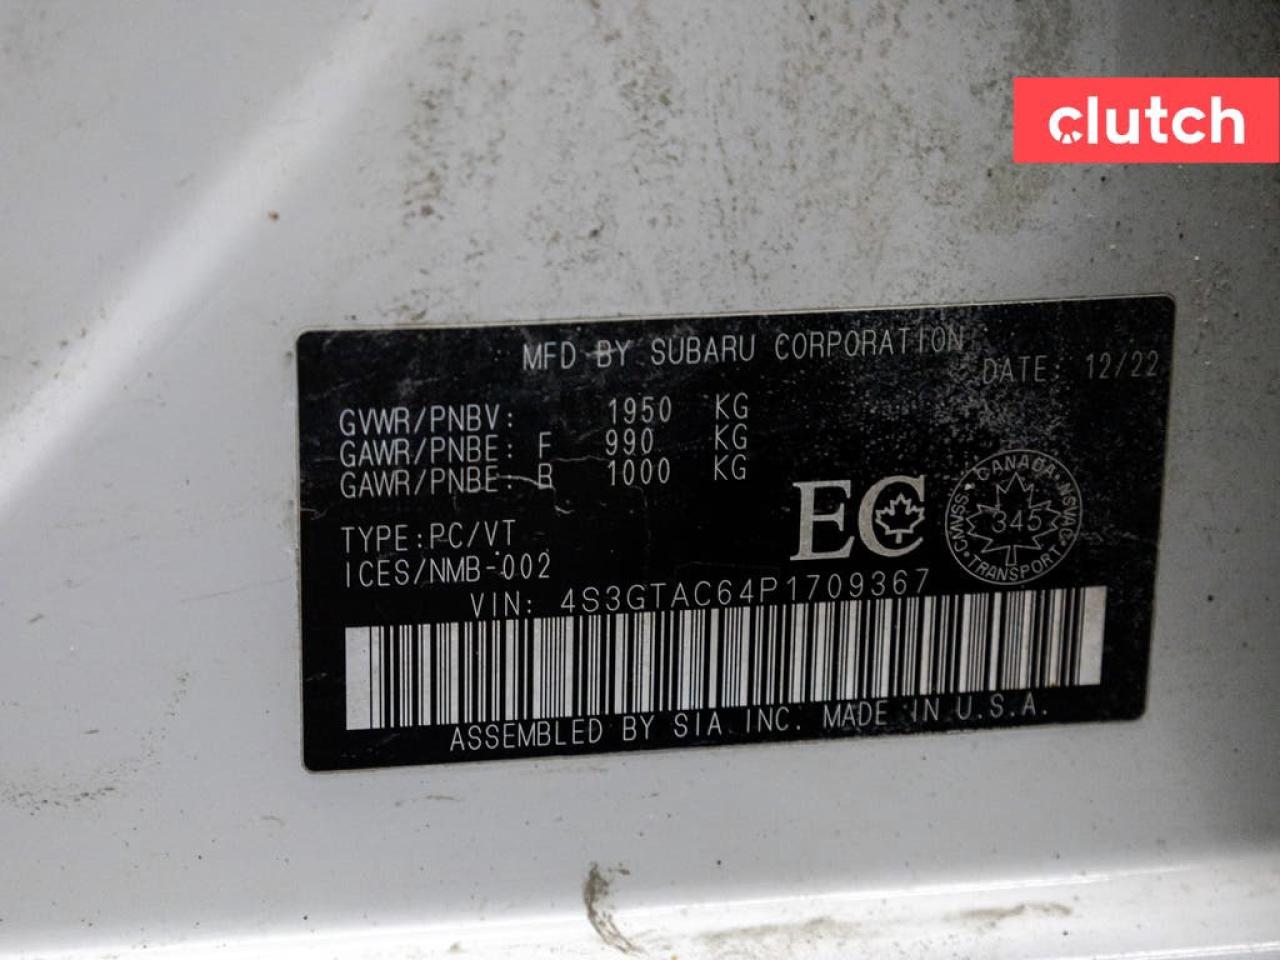 clutch
MFD BY SUBARU CORPORATION
DATE: 12/22
GVWR/PNBV: 1950 KG
GAWR/PNBE: F 990 KG
GAWR/PNBE: R 1000 KG
TYPE:PC/VT
ICES/NMB-002
EC
CMVSS • CANADA • NSVAC • TRANSPORT •
345
VIN: 4S3GTAC64P1709367
ASSEMBLED BY SIA INC. MADE IN U.S.A.